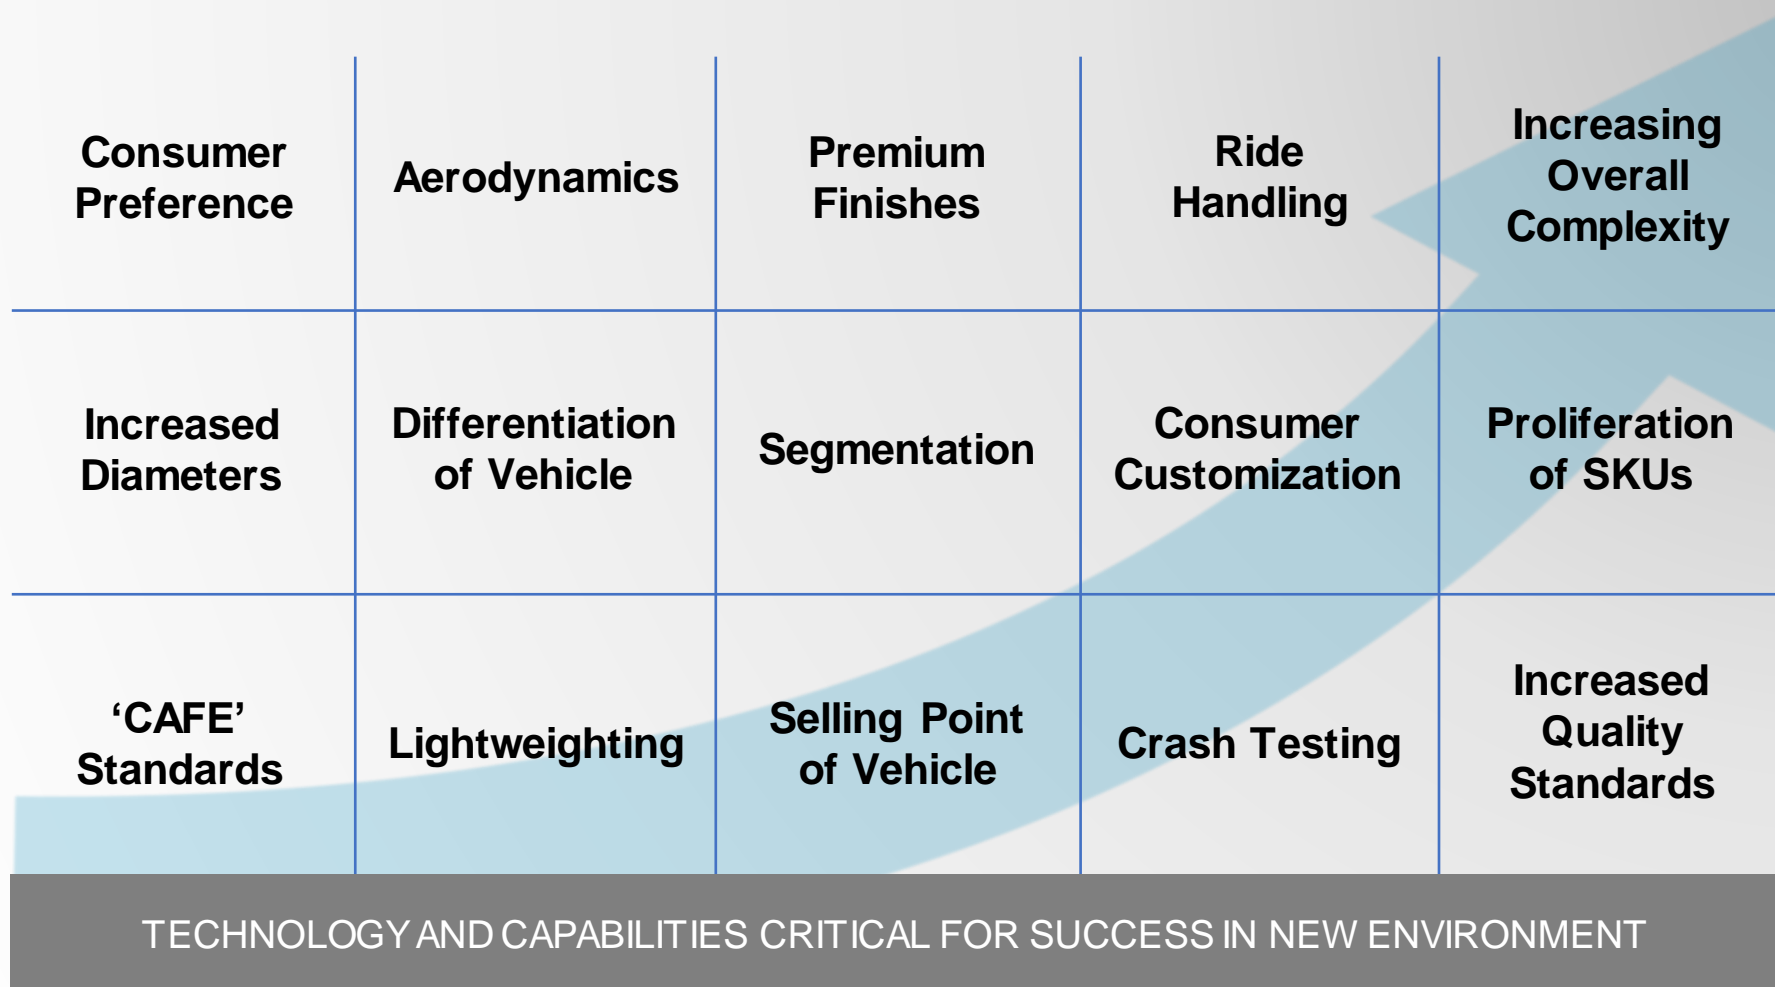 Consumer
Preference
Aerodynamics
Premium
Finishes
Ride
Handling
Increasing
Overall
Complexity
Increased
Diameters
Differentiation
of Vehicle
Segmentation
Consumer
Customization
Proliferation
of SKUs
‘CAFE’
Standards
Lightweighting
Selling Point
of Vehicle
Crash Testing
Increased
Quality
Standards
TECHNOLOGY AND CAPABILITIES CRITICAL FOR SUCCESS IN NEW ENVIRONMENT